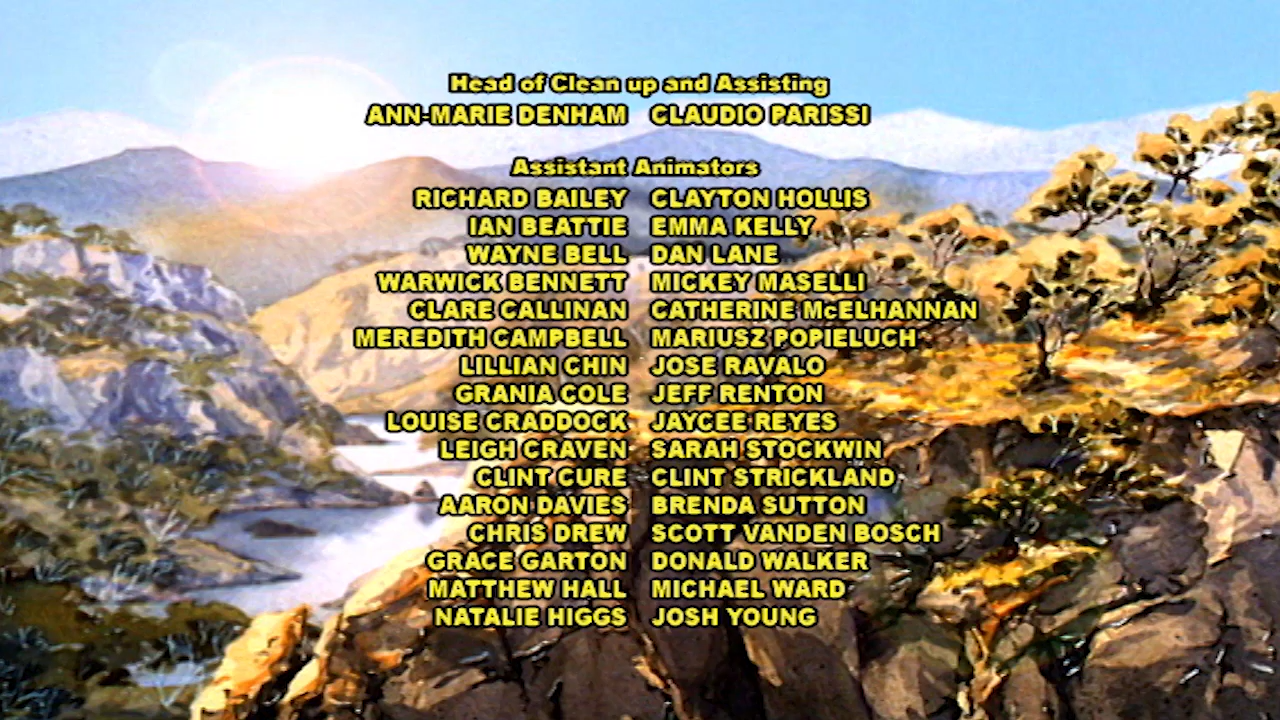 Head of Clean up and Assisting
ANN-MARIE DENHAM CLAUDIO PARISSI
Assistant Animators
RICHARD BAILEY CLAYTON HOLLIS
IAN BEATTIE EMMA KELLY
WAYNE BELL DAN LANE
WARWICK BENNETT MICKEY MASELLI
CLARE CALLINAN CATHERINE McELHANNAN
MEREDITH CAMPBELL MARIUSZ POPIELUCH
LILLIAN CHIN JOSE RAVALO
GRANIA COLE JEFF RENTON
LOUISE CRADDOCK JAYCEE REYES
LEIGH CRAVEN SARAH STOCKWIN
CLINT CURE CLINT STRICKLAND
AARON DAVIES BRENDA SUTTON
CHRIS DREW SCOTT VANDEN BOSCH
GRACE GARTON DONALD WALKER
MATTHEW HALL MICHAEL WARD
NATALIE HIGGS JOSH YOUNG